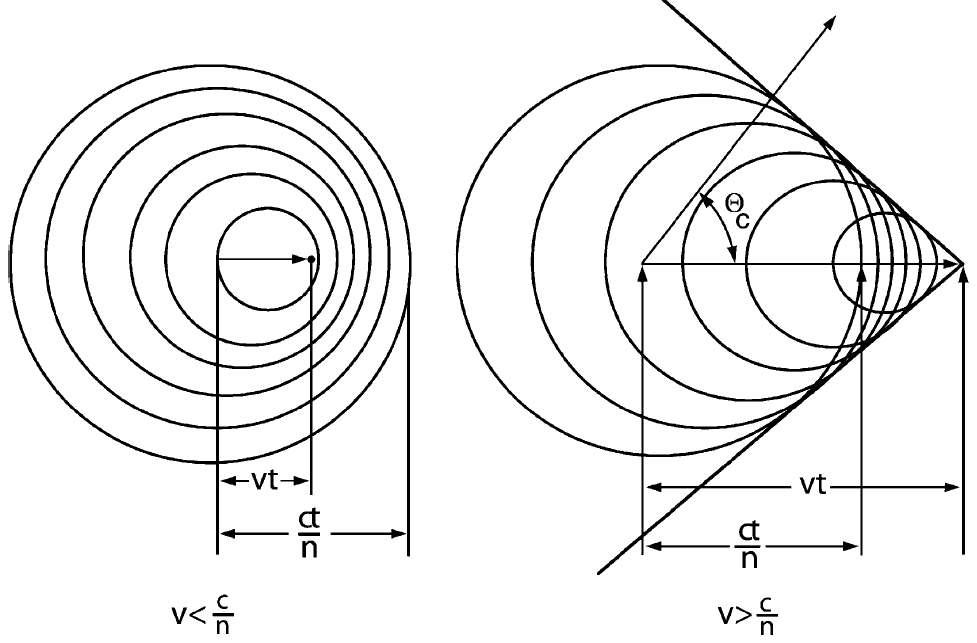 Θc
vt
ct/n
v < c/n
vt
ct/n
v > c/n